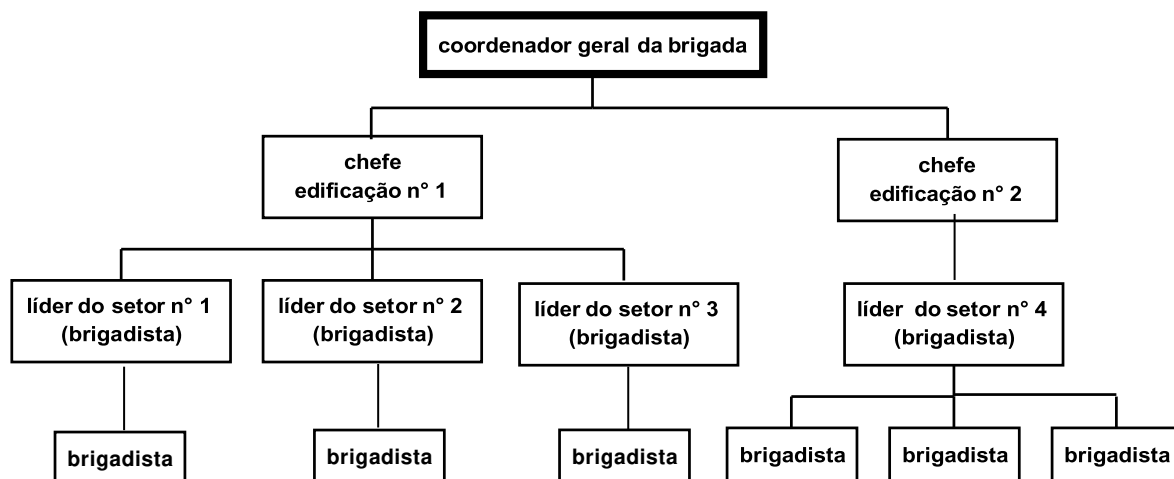 coordenador geral da brigada
chefe
edificação n° 1
chefe
edificação n° 2
líder do setor n° 1
(brigadista)
líder do setor n° 2
(brigadista)
líder do setor n° 3
(brigadista)
líder do setor n° 4
(brigadista)
brigadista
brigadista
brigadista
brigadista
brigadista
brigadista